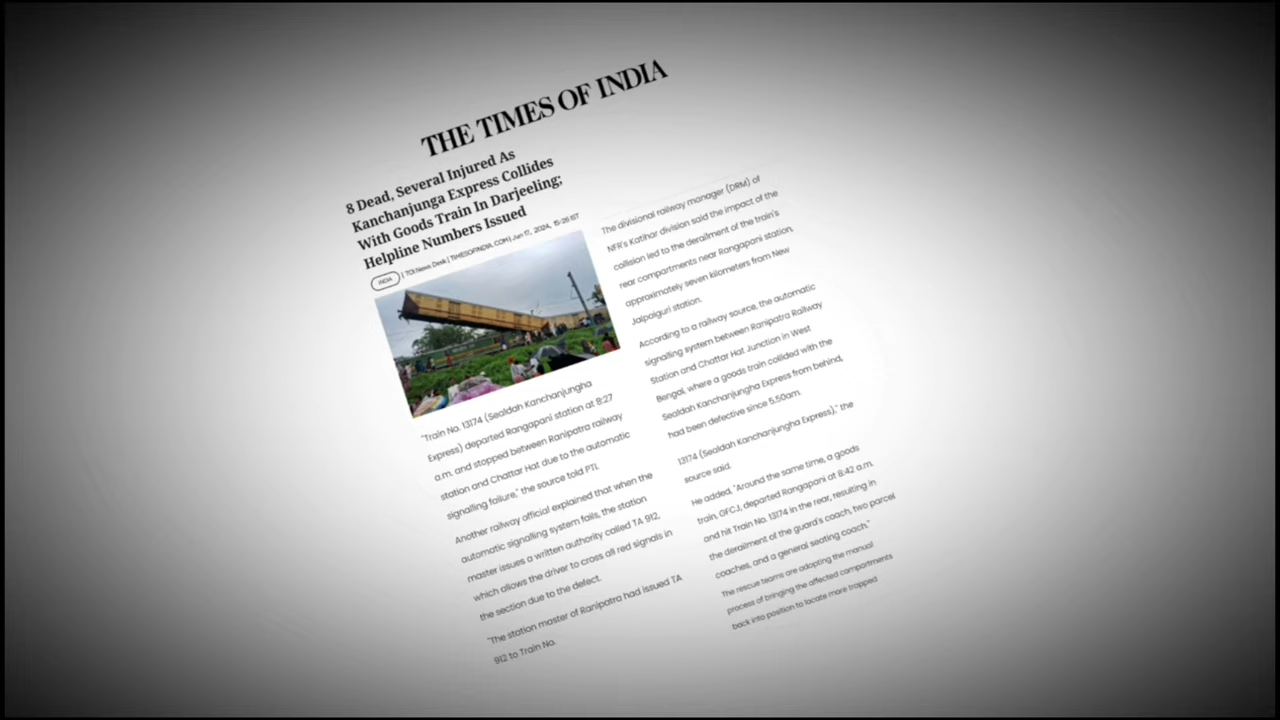 THE TIMES OF INDIA
8 Dead, Several Injured As
Kanchanjunga Express Collides
With Goods Train In Darjeeling;
Helpline Numbers Issued
INDIA | TOI News Desk | TIMESOFINDIA.COM | Jun 17, 2024, 15:26 IST
"Train No. 13174 (Sealdah Kanchanjungha
Express) departed Rangapani station at 8:27
a.m. and stopped between Ranipatra railway
station and Chattar Hat due to the automatic
signalling failure," the source told PTI.
Another railway official explained that when the
automatic signalling system fails, the station
master issues a written authority called TA 912,
which allows the driver to cross all red signals in
the section due to the defect.
"The station master of Ranipatra had issued TA
912 to Train No.
The divisional railway manager (DRM) of
NFR's Katihar division said the impact of the
collision led to the derailment of the train's
rear compartments near Rangapani station,
approximately seven kilometers from New
Jalpaiguri station.
According to a railway source, the automatic
signalling system between Ranipatra Railway
Station and Chattar Hat Junction in West
Bengal, where a goods train collided with the
Sealdah Kanchanjungha Express from behind,
had been defective since 5.50am.
13174 (Sealdah Kanchanjungha Express)," the
source said.
He added, "Around the same time, a goods
train, GFCJ, departed Rangapani at 8:42 a.m.
and hit Train No. 13174 in the rear, resulting in
the derailment of the guard's coach, two parcel
coaches, and a general seating coach."
The rescue teams are adopting the manual
process of bringing the affected compartments
back into position to locate more trapped